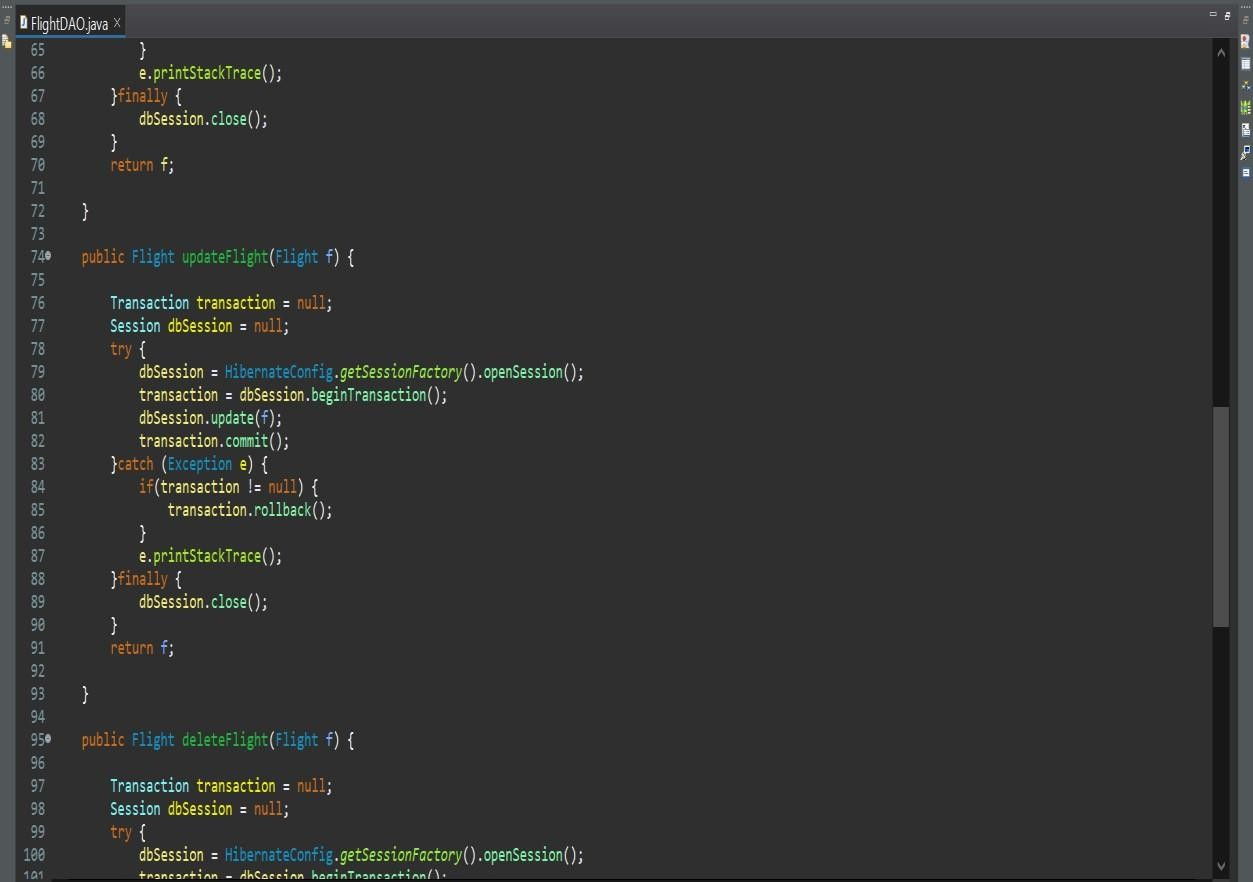 FlightDAO.java
65 }
66 e.printStackTrace();
67 }finally {
68 dbSession.close();
69 }
70 return f;
71
72 }
73
74 public Flight updateFlight(Flight f) {
75
76 Transaction transaction = null;
77 Session dbSession = null;
78 try {
79 dbSession = HibernateConfig.getSessionFactory().openSession();
80 transaction = dbSession.beginTransaction();
81 dbSession.update(f);
82 transaction.commit();
83 }catch (Exception e) {
84 if(transaction != null) {
85 transaction.rollback();
86 }
87 e.printStackTrace();
88 }finally {
89 dbSession.close();
90 }
91 return f;
92
93 }
94
95 public Flight deleteFlight(Flight f) {
96
97 Transaction transaction = null;
98 Session dbSession = null;
99 try {
100 dbSession = HibernateConfig.getSessionFactory().openSession();
101 transaction = dbSession.beginTransaction();